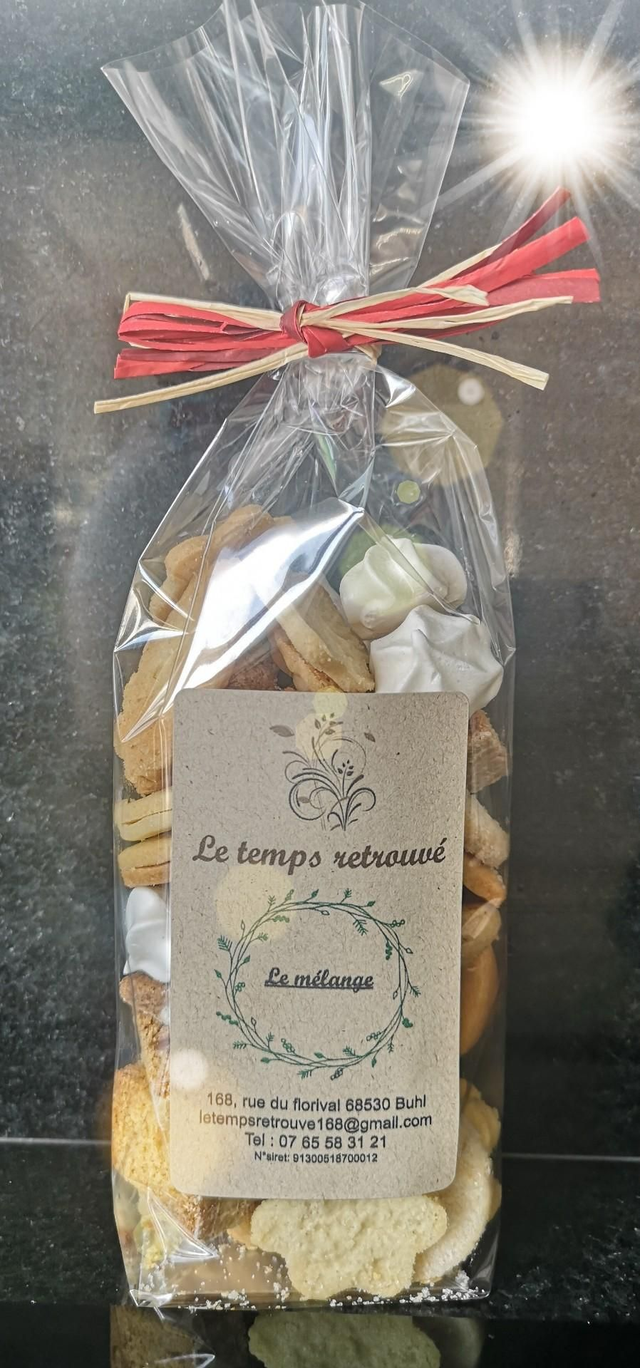 Le temps retrouvé
Le mélange
168, rue du florival 68530 Buhl
letempsretrouve168@gmail.com
Tel : 07 65 58 31 21
N°siret: 91300518700012